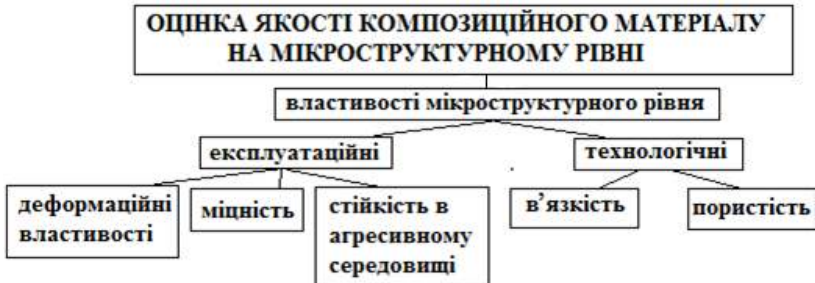 ОЦІНКА ЯКОСТІ КОМПОЗИЦІЙНОГО МАТЕРІАЛУ
НА МІКРОСТРУКТУРНОМУ РІВНІ
властивості мікроструктурного рівня
експлуатаційні
технологічні
деформаційні
властивості
міцність
стійкість в
агресивному
середовищі
в’язкість
пористість